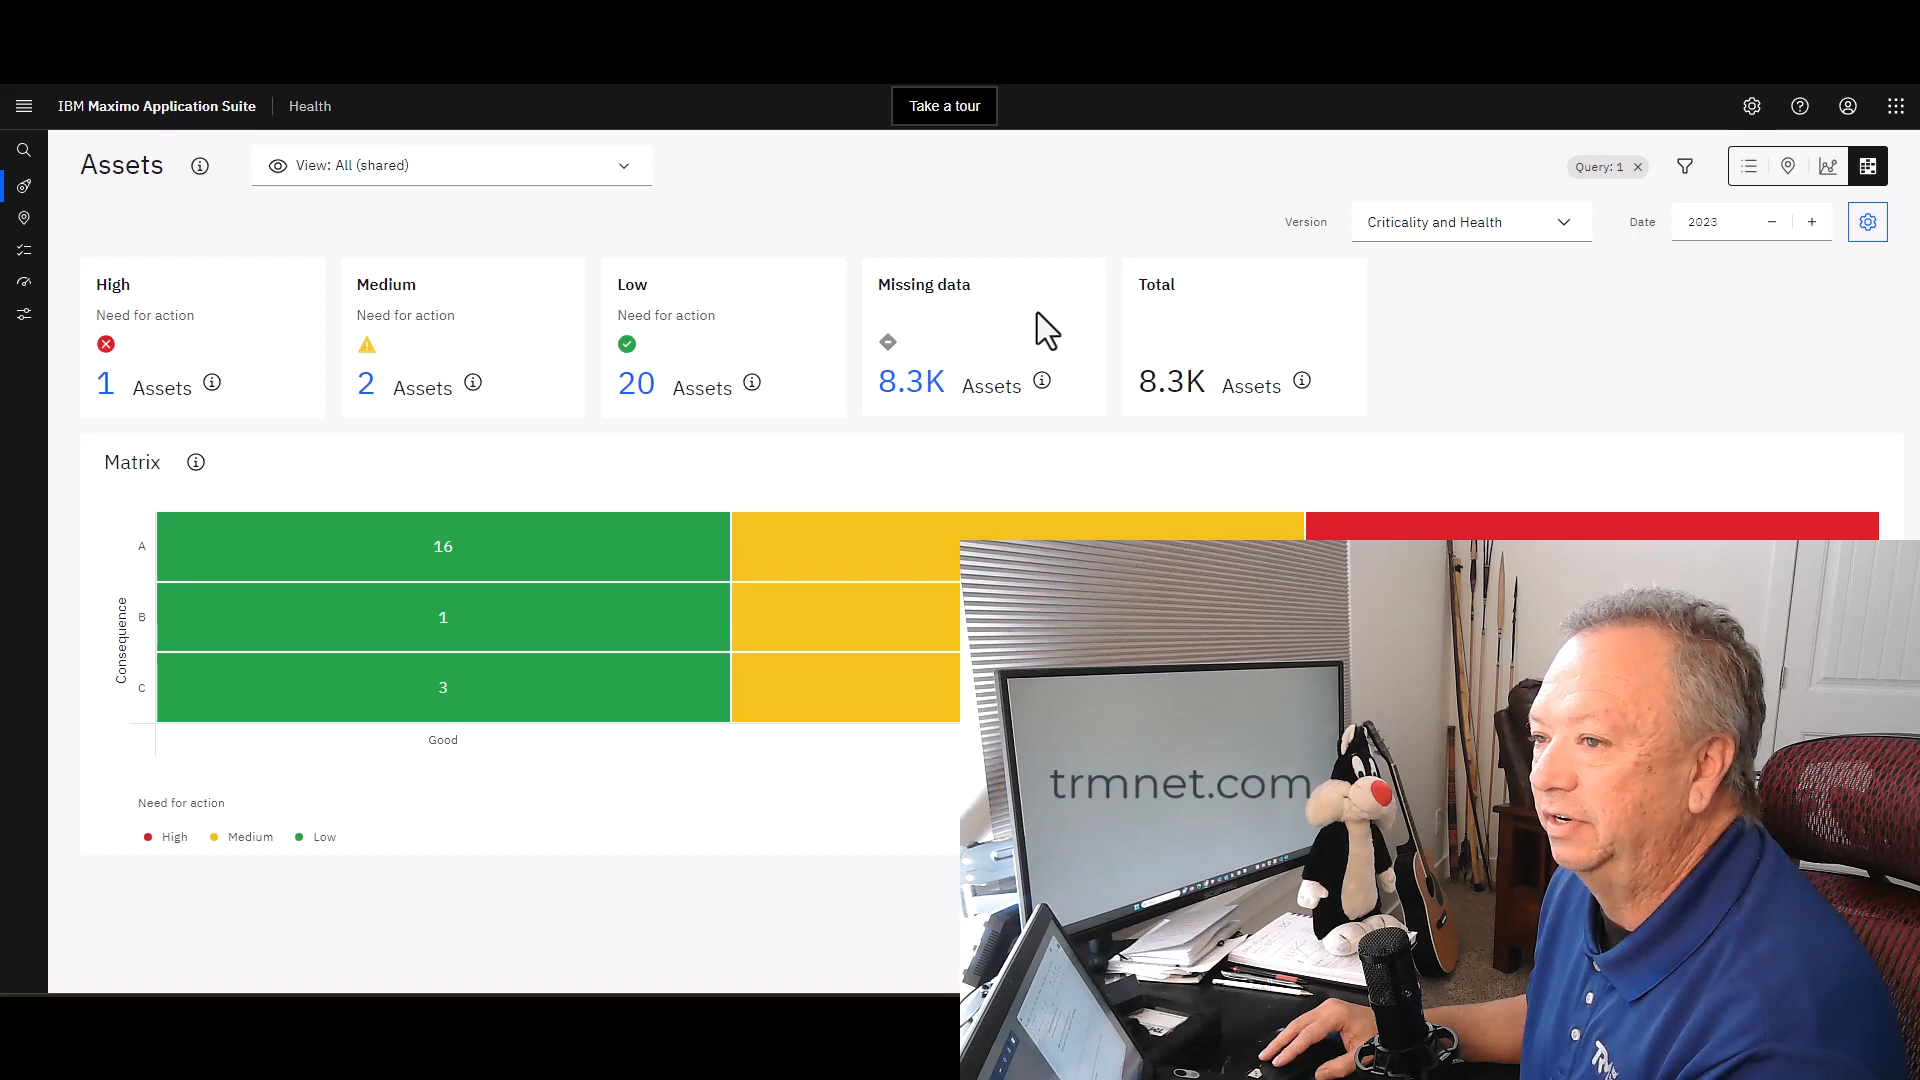 IBM Maximo Application Suite
Health
Take a tour
Assets
View: All (shared)
Query: 1
Version
Criticality and Health
Date
2023
High
Need for action
1 Assets
Medium
Need for action
2 Assets
Low
Need for action
20 Assets
Missing data
8.3K Assets
Total
8.3K Assets
Matrix
Consequence
A
16
B
1
C
3
Good
Need for action
High
Medium
Low
trmnet.com